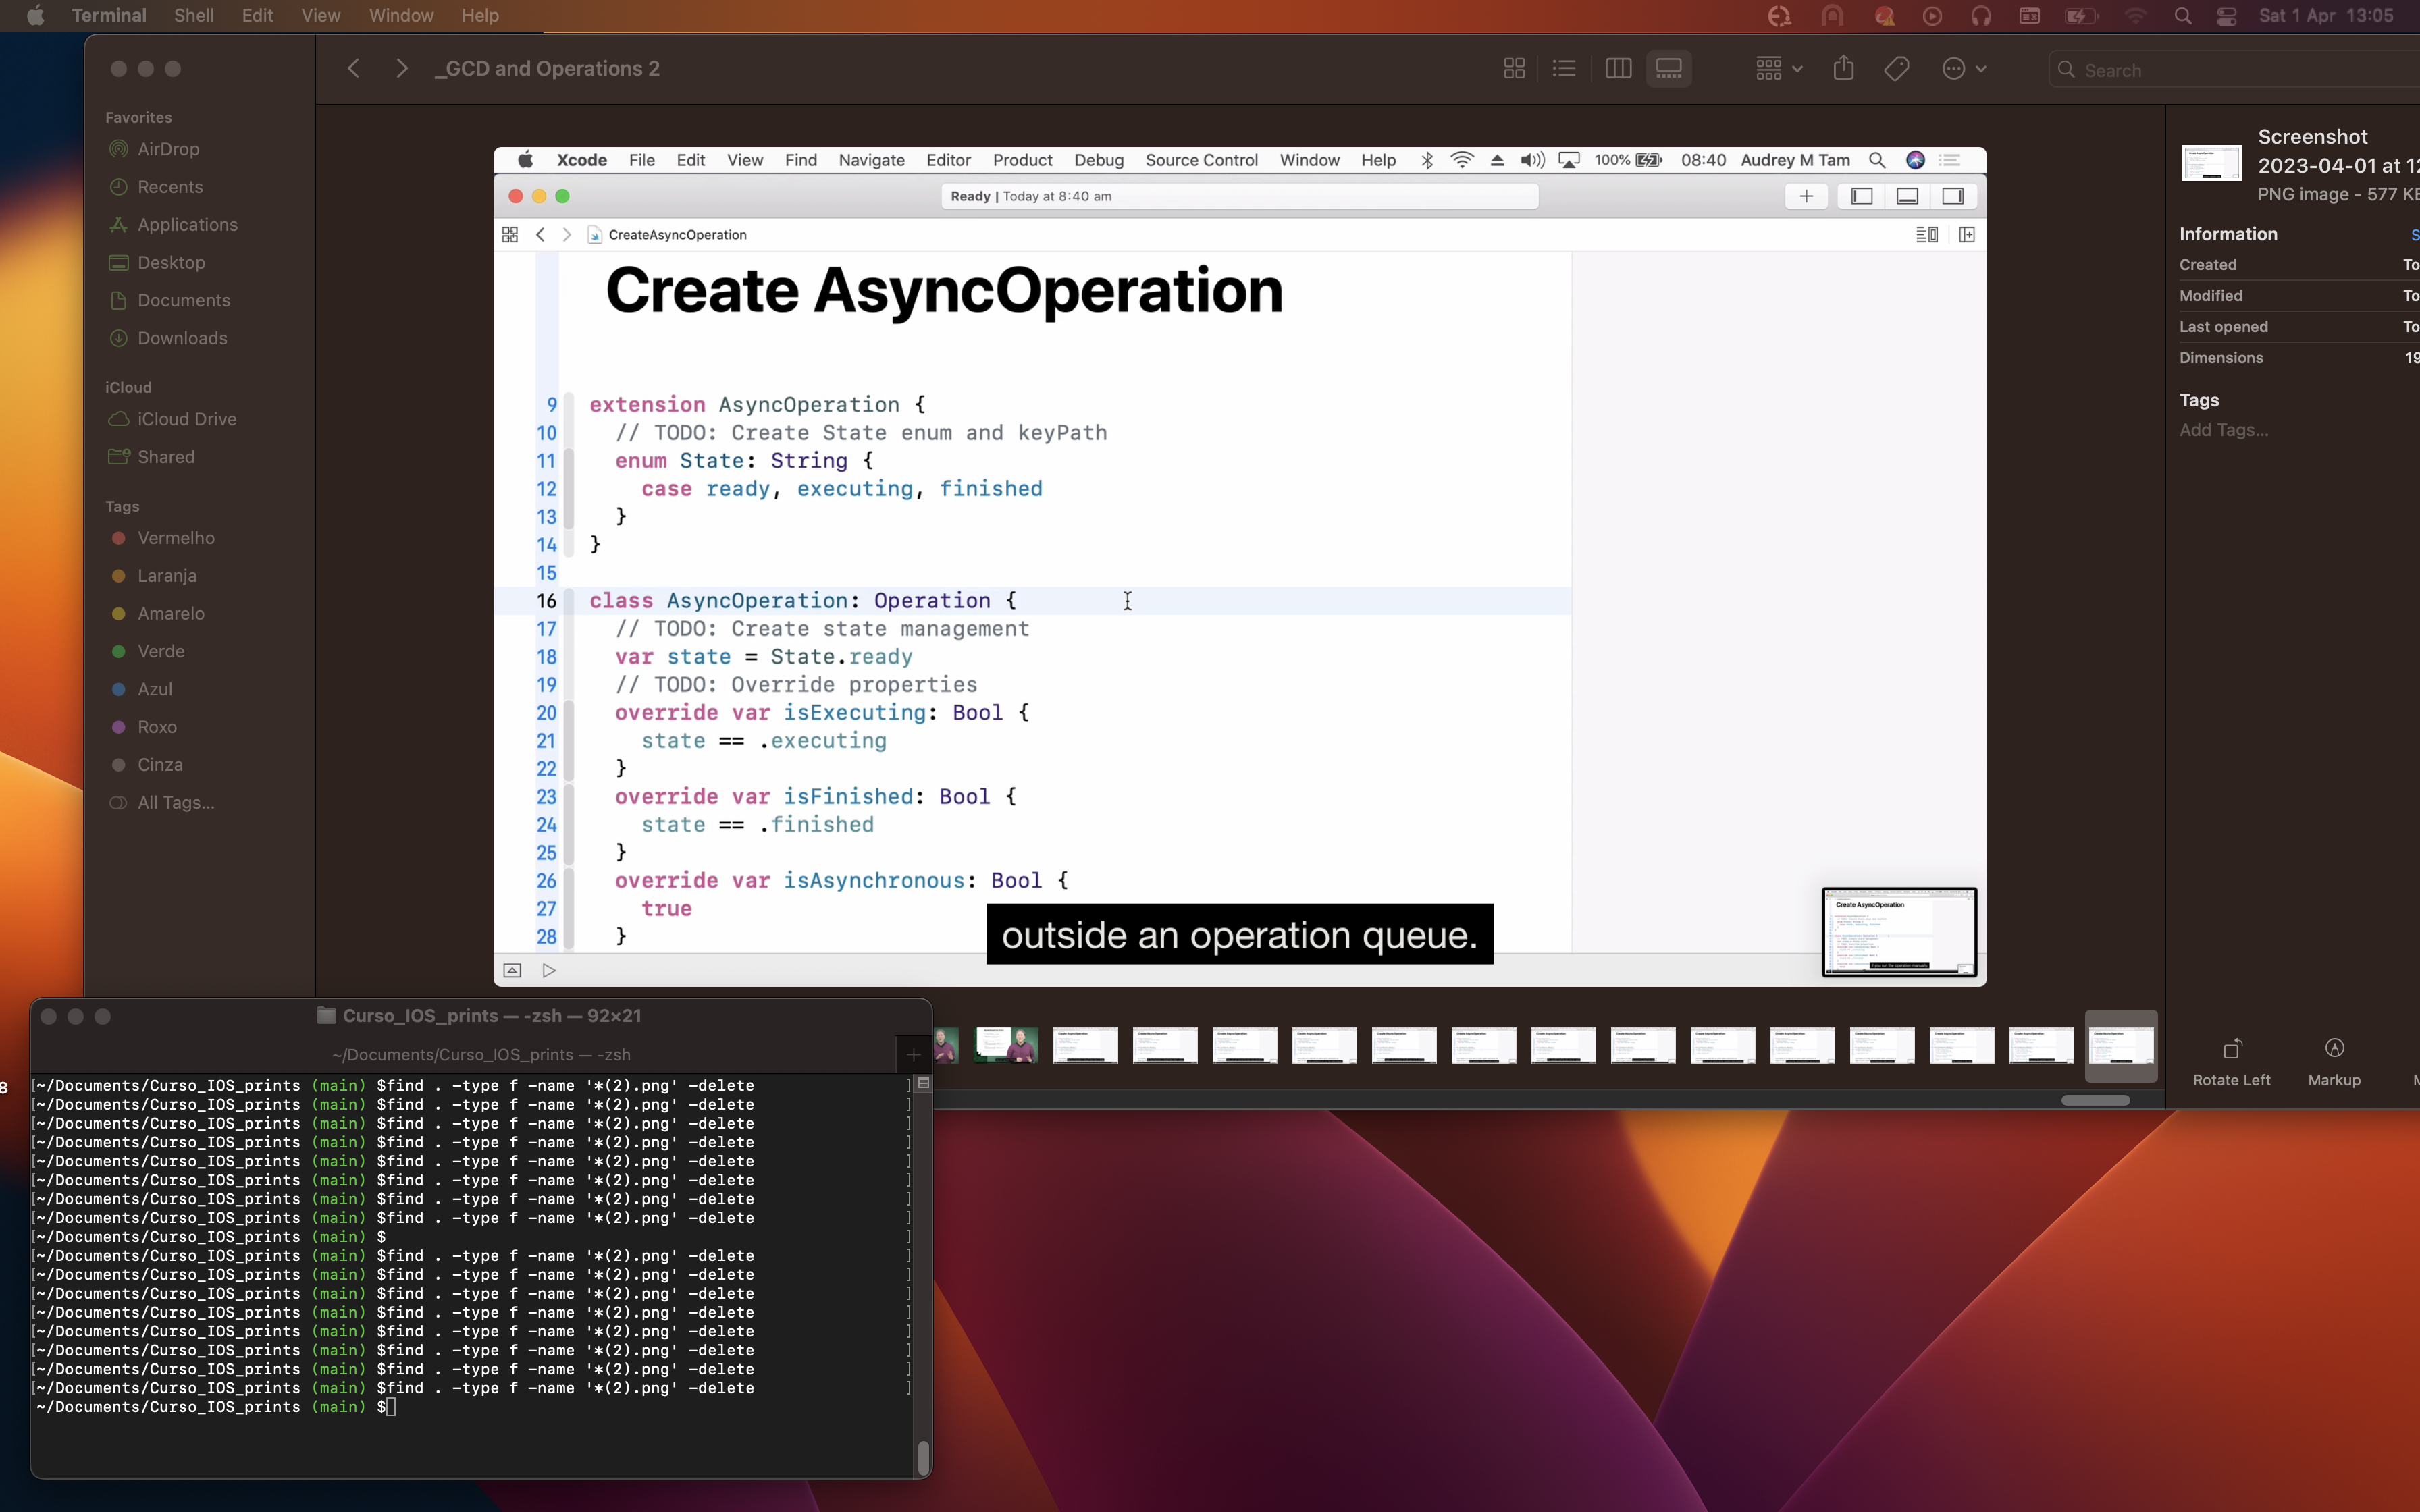 Terminal Shell Edit View Window Help Sat 1 Apr 13:05
_GCD and Operations 2 Search
Favorites
AirDrop
Recents
Applications
Desktop
Documents
Downloads
iCloud
iCloud Drive
Shared
Tags
Vermelho
Laranja
Amarelo
Verde
Azul
Roxo
Cinza
All Tags...
Xcode File Edit View Find Navigate Editor Product Debug Source Control Window Help 100% 08:40 Audrey M Tam
Ready | Today at 8:40 am
CreateAsyncOperation
Create AsyncOperation
9 extension AsyncOperation {
10 // TODO: Create State enum and keyPath
11 enum State: String {
12 case ready, executing, finished
13 }
14 }
15
16 class AsyncOperation: Operation {
17 // TODO: Create state management
18 var state = State.ready
19 // TODO: Override properties
20 override var isExecuting: Bool {
21 state == .executing
22 }
23 override var isFinished: Bool {
24 state == .finished
25 }
26 override var isAsynchronous: Bool {
27 true
28 }
outside an operation queue.
Create AsyncOperation
Screenshot
2023-04-01 at 12
PNG image - 577 KB
Information
Created To
Modified To
Last opened To
Dimensions 19
Tags
Add Tags...
Rotate Left Markup
Curso_IOS_prints — -zsh — 92×21
~/Documents/Curso_IOS_prints — -zsh
[~/Documents/Curso_IOS_prints (main) $find . -type f -name '*(2).png' -delete ]
[~/Documents/Curso_IOS_prints (main) $find . -type f -name '*(2).png' -delete ]
[~/Documents/Curso_IOS_prints (main) $find . -type f -name '*(2).png' -delete ]
[~/Documents/Curso_IOS_prints (main) $find . -type f -name '*(2).png' -delete ]
[~/Documents/Curso_IOS_prints (main) $find . -type f -name '*(2).png' -delete ]
[~/Documents/Curso_IOS_prints (main) $find . -type f -name '*(2).png' -delete ]
[~/Documents/Curso_IOS_prints (main) $find . -type f -name '*(2).png' -delete ]
[~/Documents/Curso_IOS_prints (main) $find . -type f -name '*(2).png' -delete ]
[~/Documents/Curso_IOS_prints (main) $ ]
[~/Documents/Curso_IOS_prints (main) $find . -type f -name '*(2).png' -delete ]
[~/Documents/Curso_IOS_prints (main) $find . -type f -name '*(2).png' -delete ]
[~/Documents/Curso_IOS_prints (main) $find . -type f -name '*(2).png' -delete ]
[~/Documents/Curso_IOS_prints (main) $find . -type f -name '*(2).png' -delete ]
[~/Documents/Curso_IOS_prints (main) $find . -type f -name '*(2).png' -delete ]
[~/Documents/Curso_IOS_prints (main) $find . -type f -name '*(2).png' -delete ]
[~/Documents/Curso_IOS_prints (main) $find . -type f -name '*(2).png' -delete ]
[~/Documents/Curso_IOS_prints (main) $find . -type f -name '*(2).png' -delete ]
~/Documents/Curso_IOS_prints (main) $